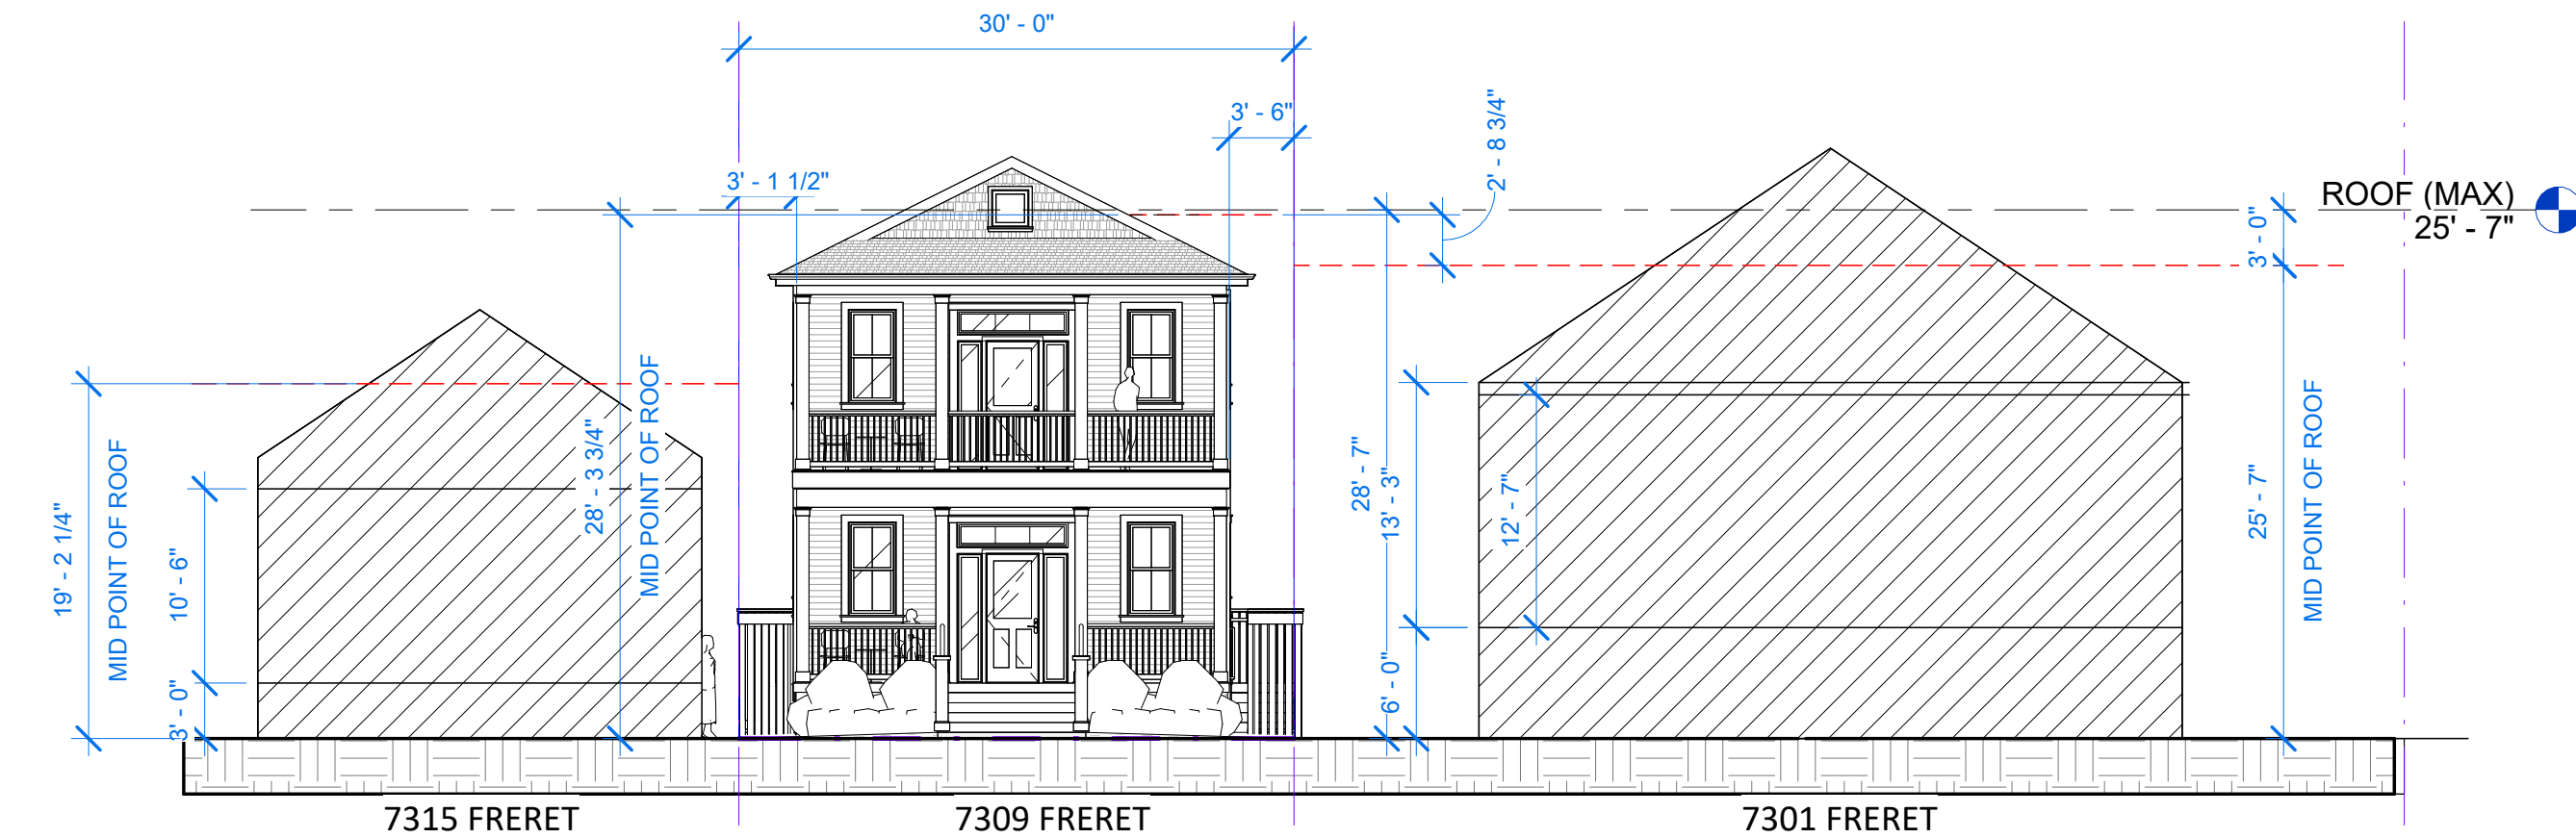 30' - 0"
3' - 6"
2' - 8 3/4"
3' - 1 1/2"
ROOF (MAX)
25' - 7"
3' - 0"
19' - 2 1/4"
MID POINT OF ROOF
10' - 6"
3' - 0"
28' - 3 3/4"
MID POINT OF ROOF
28' - 7"
13' - 3"
6' - 0"
12' - 7"
25' - 7"
MID POINT OF ROOF
7315 FRERET
7309 FRERET
7301 FRERET